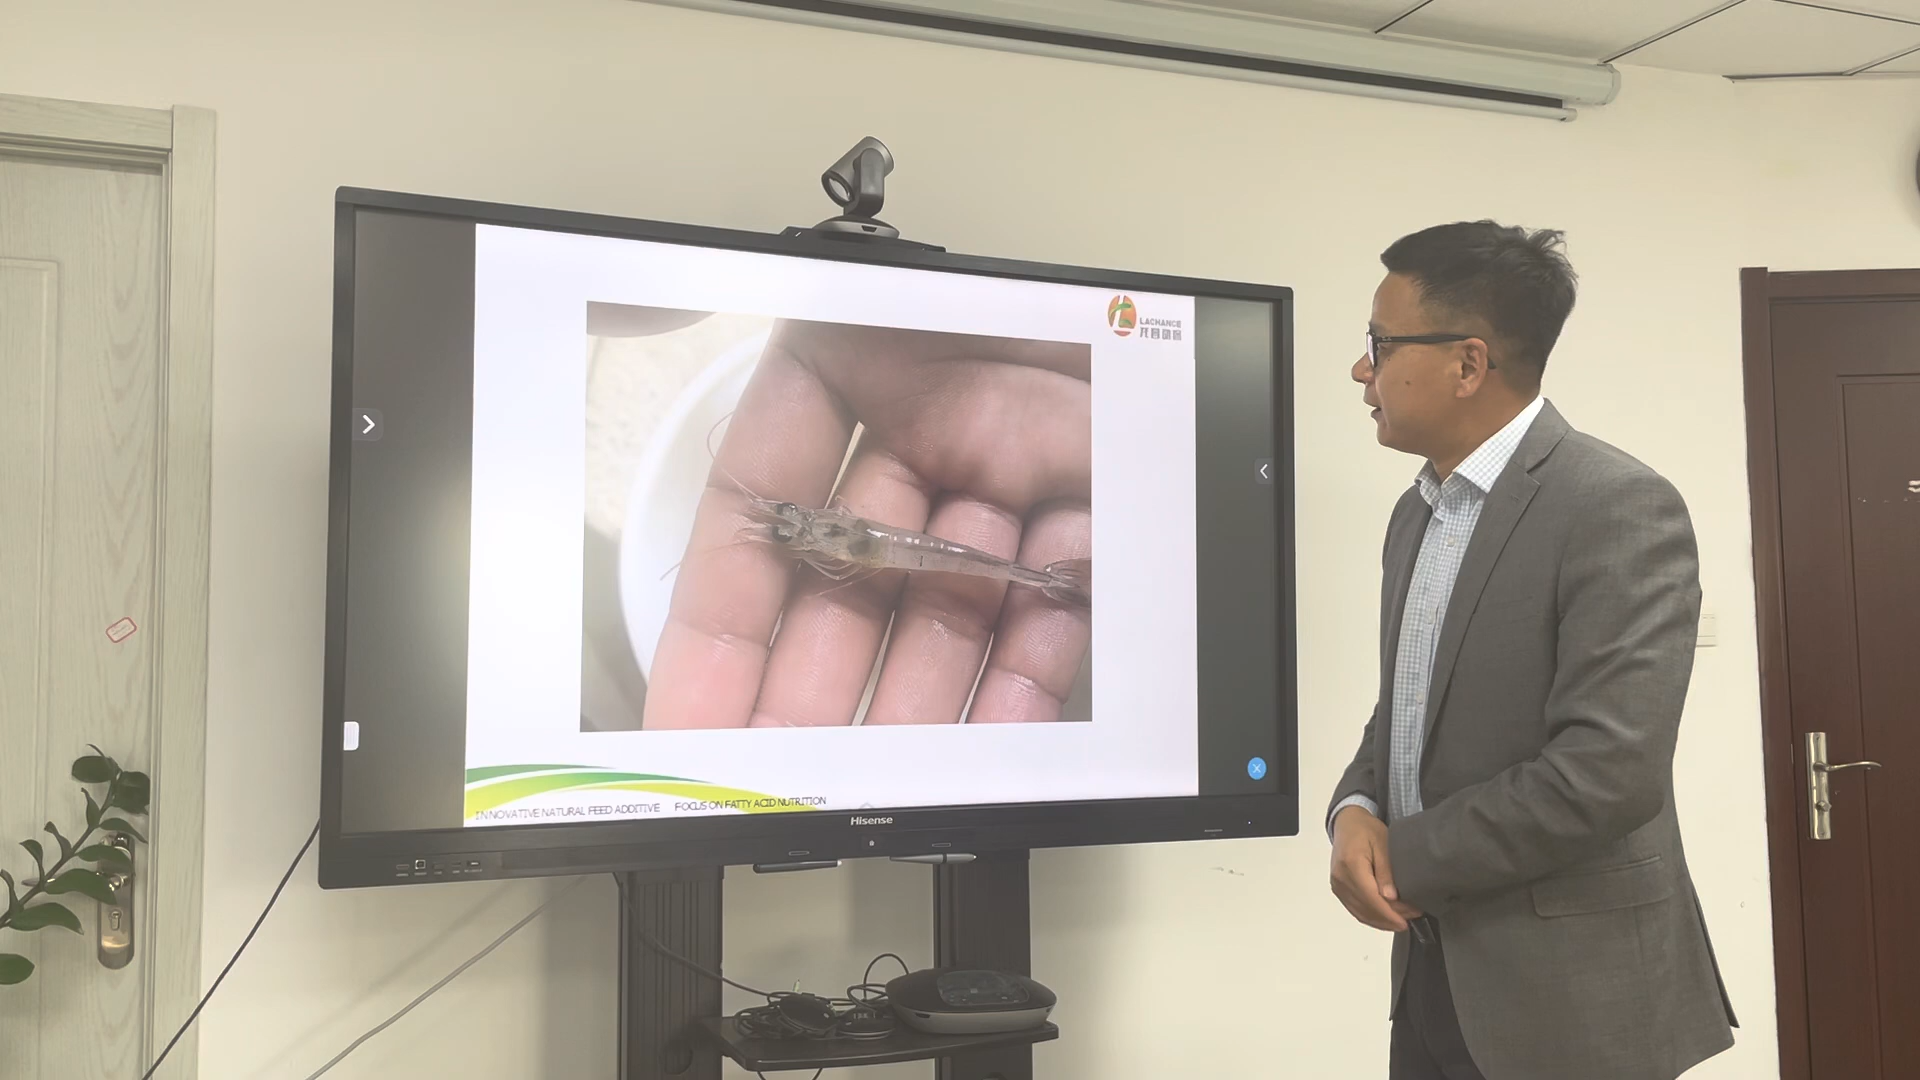 LACHANCE
INNOVATIVE NATURAL FEED ADDITIVE FOCUS ON FATTY ACID NUTRITION
Hisense